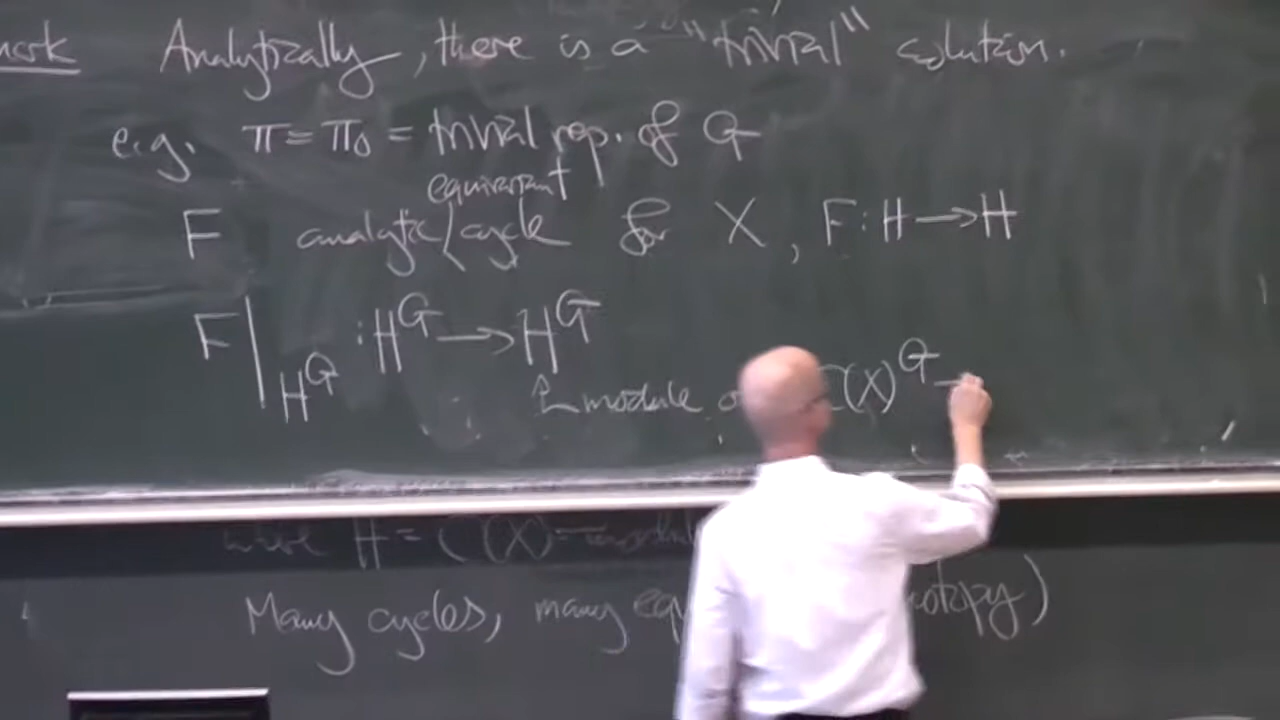 Analytically, there is a "trivial" solution.
e.g. π = π₀ = trivial rep. of G
equivariant
F analytic/cycle for X, F: H → H
F|_{H^G} : H^G → H^G
↑ module C(X)^G
H = C(X)-
Many cycles, many